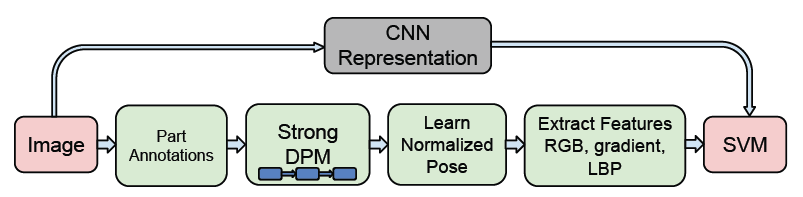 CNN
Representation
Image
Part
Annotations
Strong
DPM
Learn
Normalized
Pose
Extract Features
RGB, gradient,
LBP
SVM